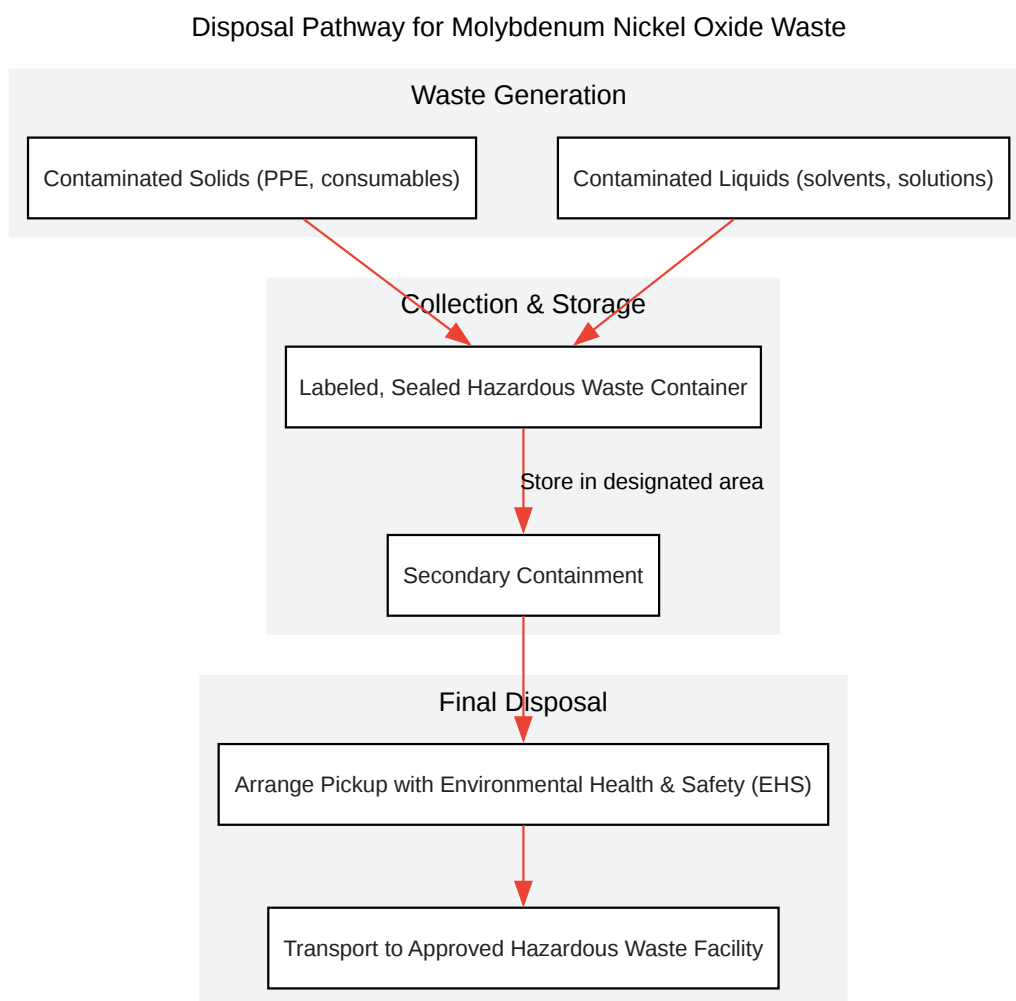 Disposal Pathway for Molybdenum Nickel Oxide Waste
Waste Generation
Contaminated Solids (PPE, consumables)
Contaminated Liquids (solvents, solutions)
Collection & Storage
Labeled, Sealed Hazardous Waste Container
Store in designated area
Secondary Containment
Final Disposal
Arrange Pickup with Environmental Health & Safety (EHS)
Transport to Approved Hazardous Waste Facility